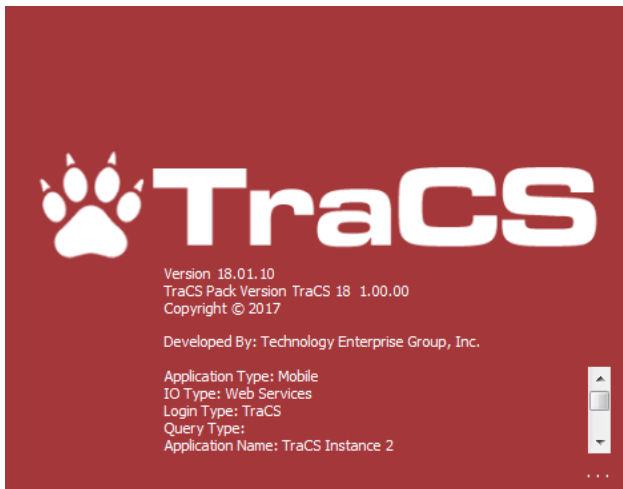 TraCS
Version 18.01.10
TraCS Pack Version TraCS 18 1.00.00
Copyright © 2017
Developed By: Technology Enterprise Group, Inc.
Application Type: Mobile
IO Type: Web Services
Login Type: TraCS
Query Type:
Application Name: TraCS Instance 2
...